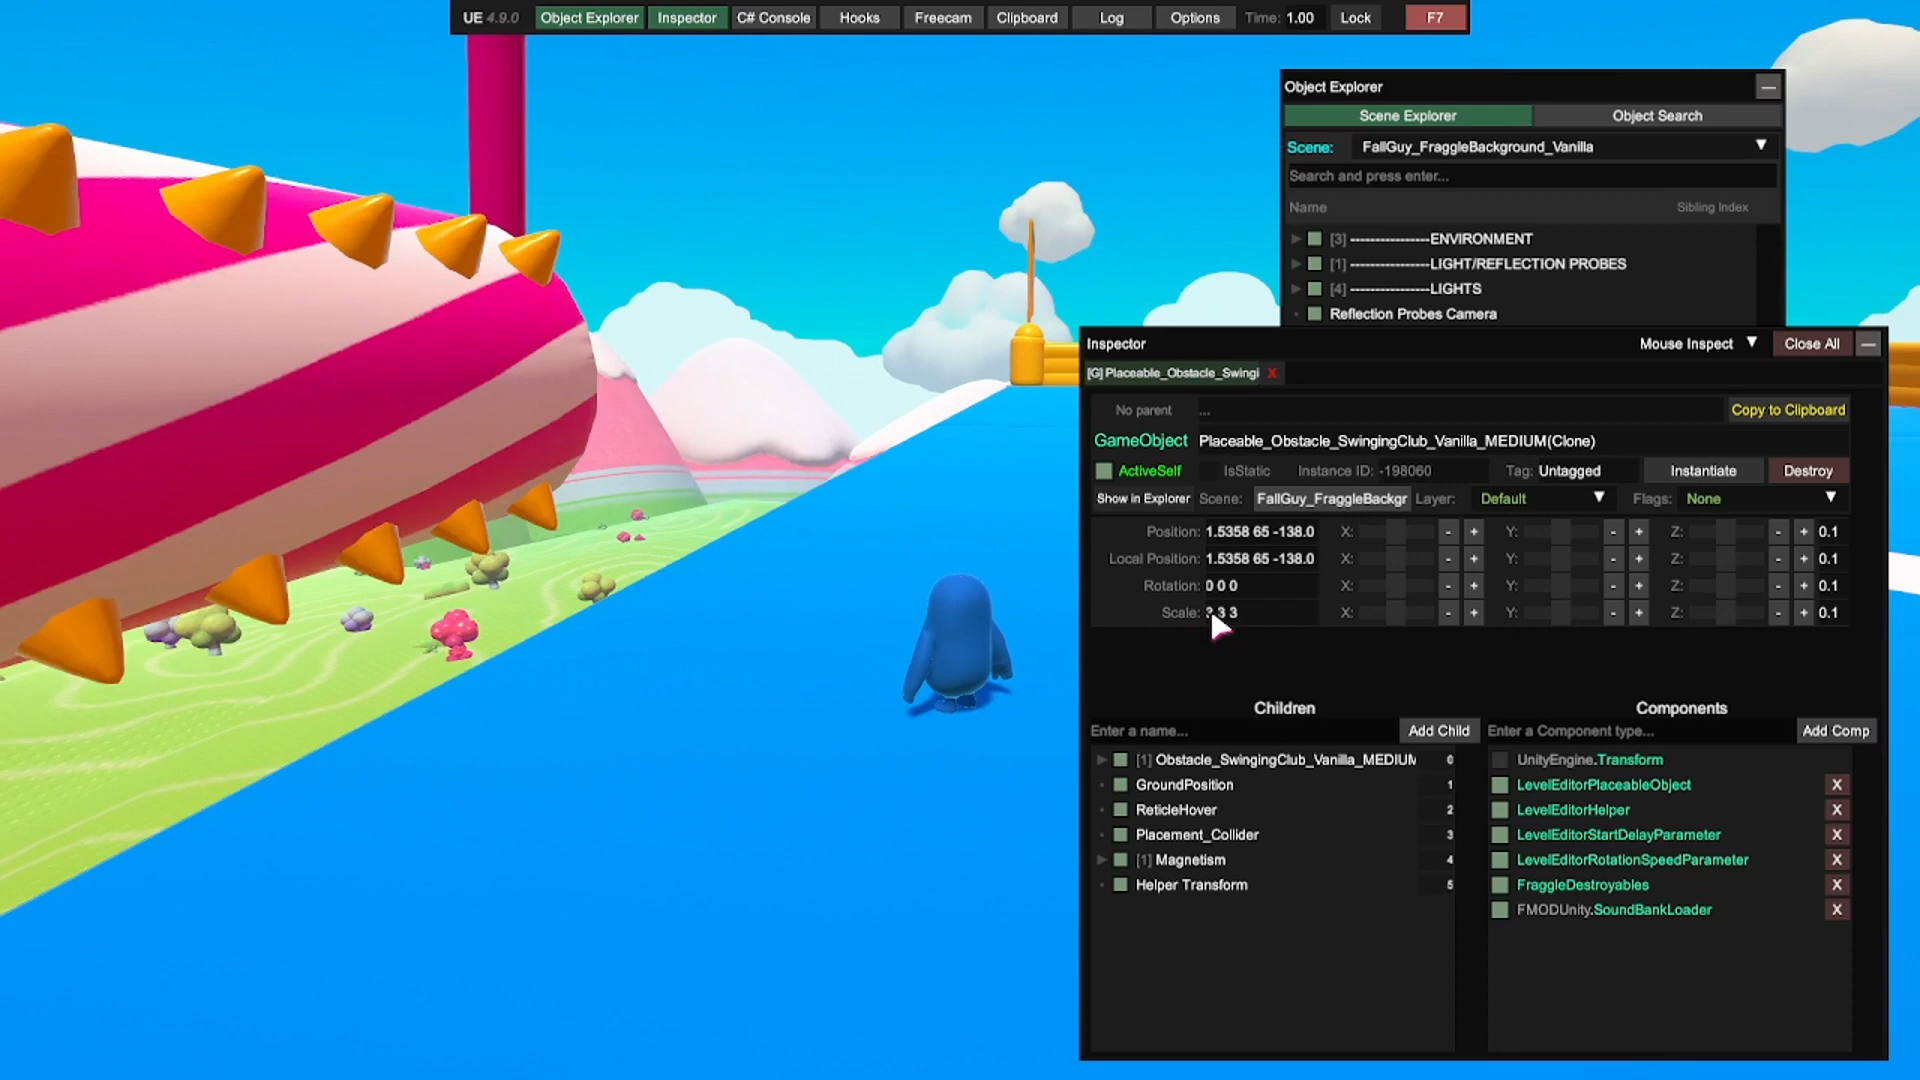 UE 4.9.0 Object Explorer Inspector C# Console Hooks Freecam Clipboard Log Options Time: 1.00 Lock F7
Object Explorer —
Scene Explorer Object Search
Scene: FallGuy_FraggleBackground_Vanilla ▼
Search and press enter...
Name Sibling Index
► [3] ----------------ENVIRONMENT
► [1] ----------------LIGHT/REFLECTION PROBES
► [4] ----------------LIGHTS
Reflection Probes Camera
Inspector Mouse Inspect ▼ Close All —
[G] Placeable_Obstacle_Swingi X
No parent ... Copy to Clipboard
GameObject Placeable_Obstacle_SwingingClub_Vanilla_MEDIUM(Clone)
ActiveSelf IsStatic Instance ID: -198060 Tag: Untagged Instantiate Destroy
Show in Explorer Scene: FallGuy_FraggleBackgr Layer: Default ▼ Flags: None ▼
Position: 1.5358 65 -138.0 X: - + Y: - + Z: - + 0.1
Local Position: 1.5358 65 -138.0 X: - + Y: - + Z: - + 0.1
Rotation: 0 0 0 X: - + Y: - + Z: - + 0.1
Scale: 3 3 X: - + Y: - + Z: - + 0.1
Children Components
Enter a name... Add Child Enter a Component type... Add Comp
► [1] Obstacle_SwingingClub_Vanilla_MEDIUM 0 UnityEngine.Transform
GroundPosition 1 LevelEditorPlaceableObject X
ReticleHover 2 LevelEditorHelper X
Placement_Collider 3 LevelEditorStartDelayParameter X
► [1] Magnetism 4 LevelEditorRotationSpeedParameter X
Helper Transform 5 FraggleDestroyables X
FMODUnity.SoundBankLoader X